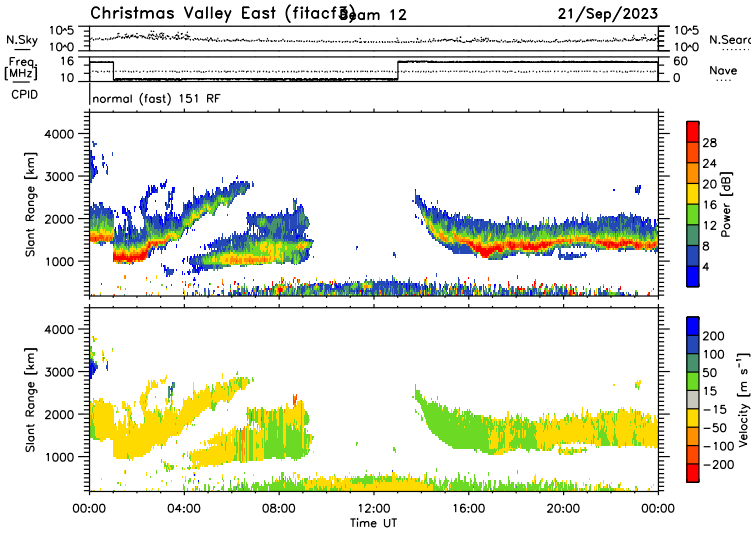 Christmas Valley East (fitacf3) Beam 12 21/Sep/2023
N.Sky 10^5 10^0 10^5 10^0 N.Search
Freq. [MHz] 16 10 60 0 Nave
CPID normal (fast) 151 RF
Slant Range [km] 4000 3000 2000 1000
Power [dB] 28 24 20 16 12 8 4
Slant Range [km] 4000 3000 2000 1000
Velocity [m s⁻¹] 200 100 50 15 −15 −50 −100 −200
00:00 04:00 08:00 12:00 16:00 20:00 00:00
Time UT